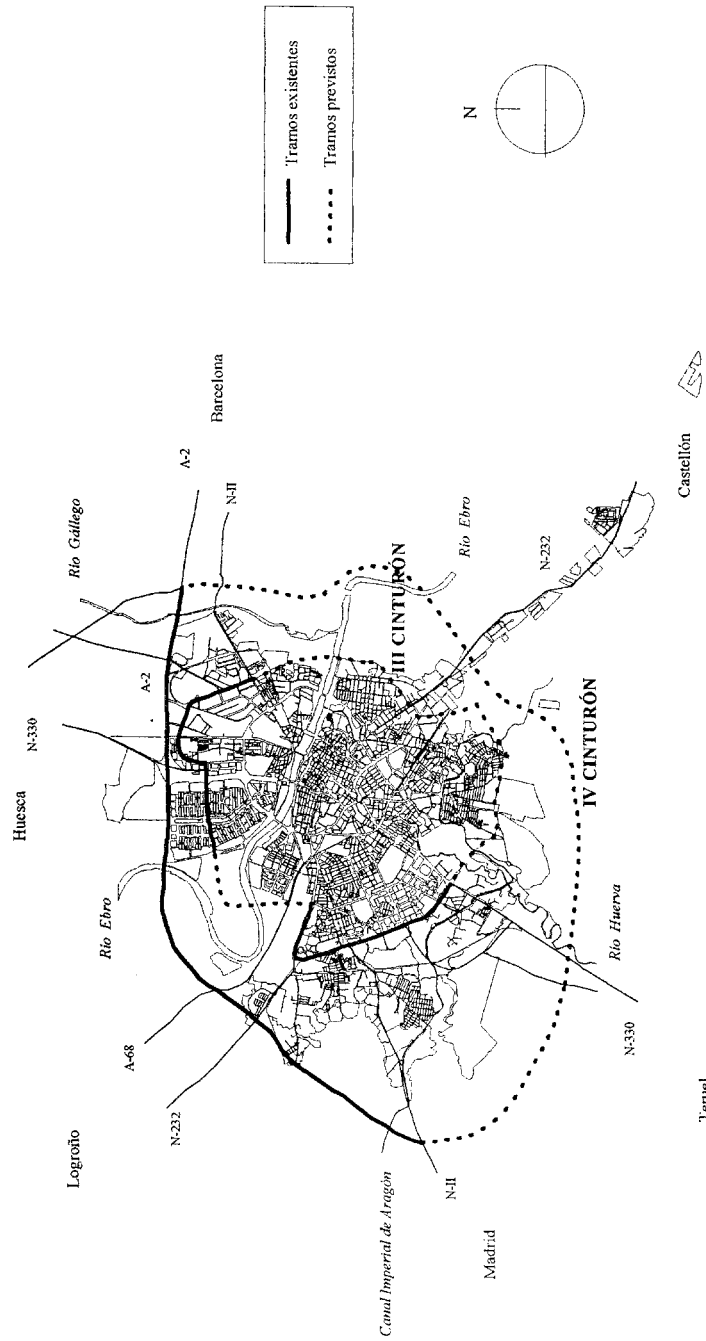 Tramos existentes
Tramos previstos
N
Huesca
N-330
Río Gállego
A-2
A-2
Barcelona
N-II
Río Ebro
Logroño
A-68
N-232
Río Ebro
III CINTURÓN
N-232
Castellón
IV CINTURÓN
Canal Imperial de Aragón
N-II
Madrid
Río Huerva
N-330
Teruel